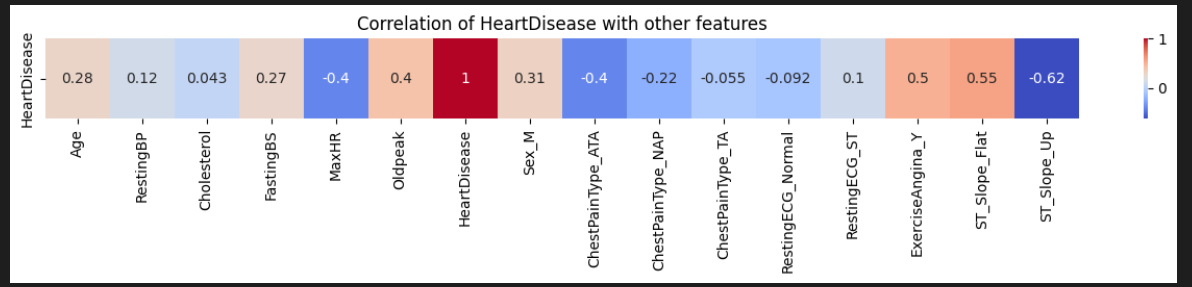 Correlation of HeartDisease with other features
HeartDisease
0.28 0.12 0.043 0.27 -0.4 0.4 1 0.31 -0.4 -0.22 -0.055 -0.092 0.1 0.5 0.55 -0.62
Age
RestingBP
Cholesterol
FastingBS
MaxHR
Oldpeak
HeartDisease
Sex_M
ChestPainType_ATA
ChestPainType_NAP
ChestPainType_TA
RestingECG_Normal
RestingECG_ST
ExerciseAngina_Y
ST_Slope_Flat
ST_Slope_Up
1
0